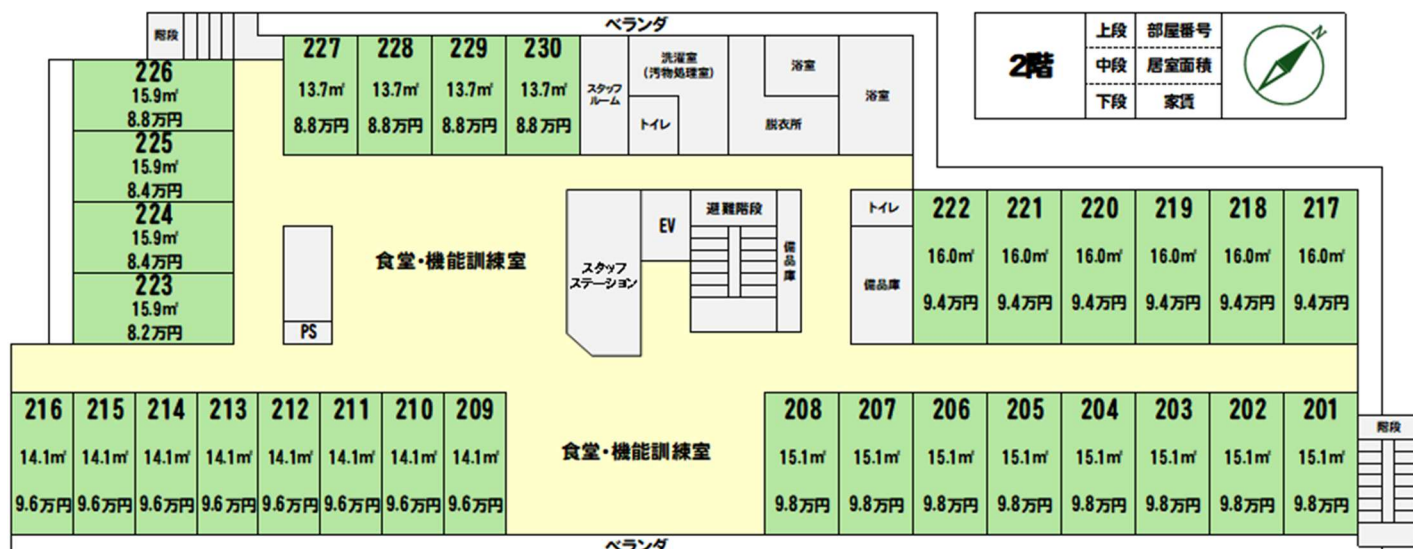 ベランダ
2階
上段 部屋番号
中段 居室面積
下段 家賃
N
階段
227
13.7㎡
8.8万円
228
13.7㎡
8.8万円
229
13.7㎡
8.8万円
230
13.7㎡
8.8万円
スタッフ
ルーム
洗濯室
(汚物処理室)
トイレ
浴室
脱衣所
浴室
226
15.9㎡
8.8万円
225
15.9㎡
8.4万円
224
15.9㎡
8.4万円
223
15.9㎡
8.2万円
PS
食堂・機能訓練室
スタッフ
ステーション
EV
避難階段
備品庫
トイレ
備品庫
222
16.0㎡
9.4万円
221
16.0㎡
9.4万円
220
16.0㎡
9.4万円
219
16.0㎡
9.4万円
218
16.0㎡
9.4万円
217
16.0㎡
9.4万円
216
14.1㎡
9.6万円
215
14.1㎡
9.6万円
214
14.1㎡
9.6万円
213
14.1㎡
9.6万円
212
14.1㎡
9.6万円
211
14.1㎡
9.6万円
210
14.1㎡
9.6万円
209
14.1㎡
9.6万円
食堂・機能訓練室
208
15.1㎡
9.8万円
207
15.1㎡
9.8万円
206
15.1㎡
9.8万円
205
15.1㎡
9.8万円
204
15.1㎡
9.8万円
203
15.1㎡
9.8万円
202
15.1㎡
9.8万円
201
15.1㎡
9.8万円
階段
ベランダ